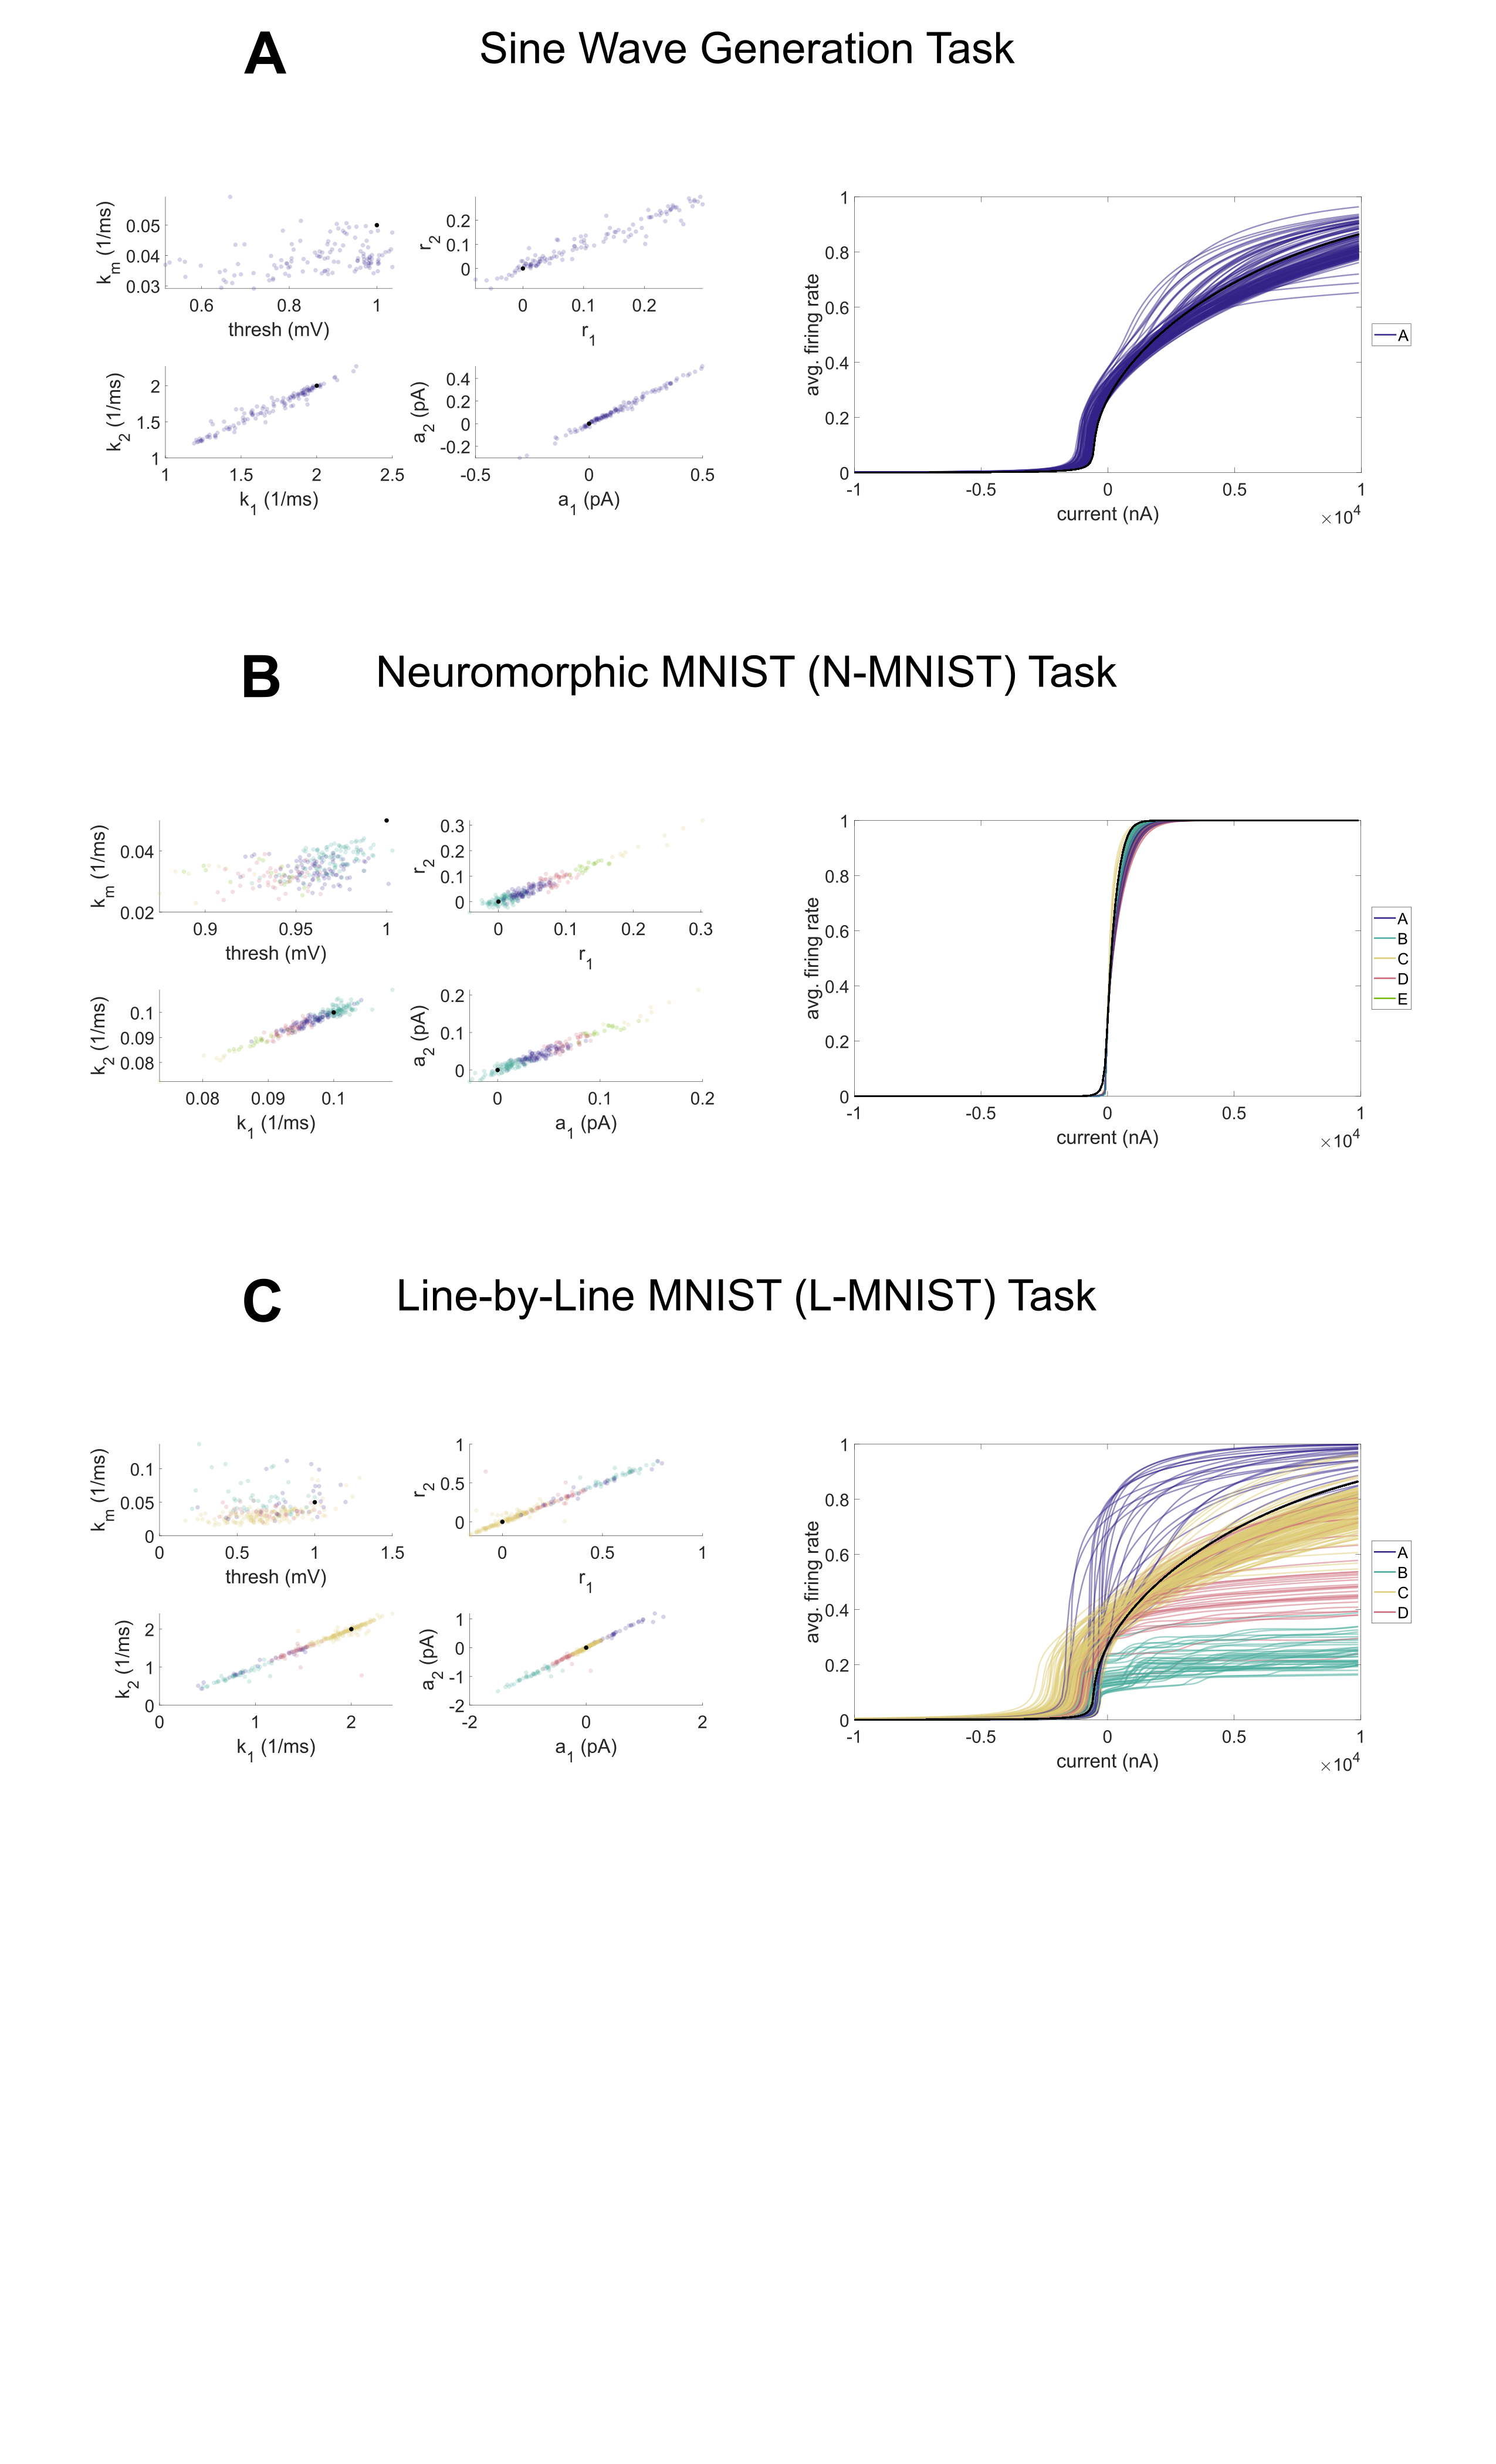 A Sine Wave Generation Task
k_m (1/ms)
0.05
0.04
0.03
0.6 0.8 1
thresh (mV)
r_2
0.2
0.1
0
0 0.1 0.2
r_1
k_2 (1/ms)
2
1.5
1
1 1.5 2 2.5
k_1 (1/ms)
a_2 (pA)
0.4
0.2
0
-0.2
-0.5 0 0.5
a_1 (pA)
avg. firing rate
1
0.8
0.6
0.4
0.2
0
-1 -0.5 0 0.5 1
current (nA)
×10^4
A
B Neuromorphic MNIST (N-MNIST) Task
k_m (1/ms)
0.04
0.02
0.9 0.95 1
thresh (mV)
r_2
0.3
0.2
0.1
0
0 0.1 0.2 0.3
r_1
k_2 (1/ms)
0.1
0.09
0.08
0.08 0.09 0.1
k_1 (1/ms)
a_2 (pA)
0.2
0.1
0
0 0.1 0.2
a_1 (pA)
avg. firing rate
1
0.8
0.6
0.4
0.2
0
-1 -0.5 0 0.5 1
current (nA)
×10^4
A
B
C
D
E
C Line-by-Line MNIST (L-MNIST) Task
k_m (1/ms)
0.1
0.05
0
0 0.5 1 1.5
thresh (mV)
r_2
1
0.5
0
0 0.5 1
r_1
k_2 (1/ms)
2
1
0
0 1 2
k_1 (1/ms)
a_2 (pA)
1
0
-1
-2
-2 0 2
a_1 (pA)
avg. firing rate
1
0.8
0.6
0.4
0.2
0
-1 -0.5 0 0.5 1
current (nA)
×10^4
A
B
C
D